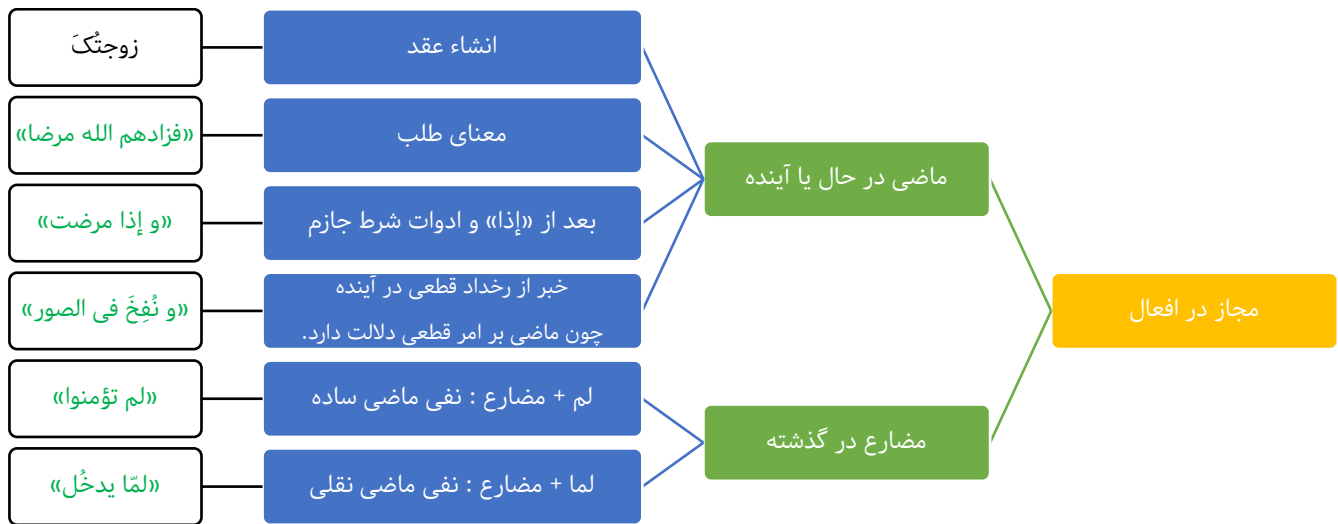 مجاز در افعال
ماضی در حال یا آینده
انشاء عقد
زوجتُکَ
معنای طلب
«فزادهم الله مرضا»
بعد از «إذا» و ادوات شرط جازم
«و إذا مرضت»
خبر از رخداد قطعی در آینده
چون ماضی بر امر قطعی دلالت دارد.
«و نُفِخَ فی الصور»
مضارع در گذشته
لم + مضارع : نفی ماضی ساده
«لم تؤمنوا»
لما + مضارع : نفی ماضی نقلی
«لمّا یدخُل»